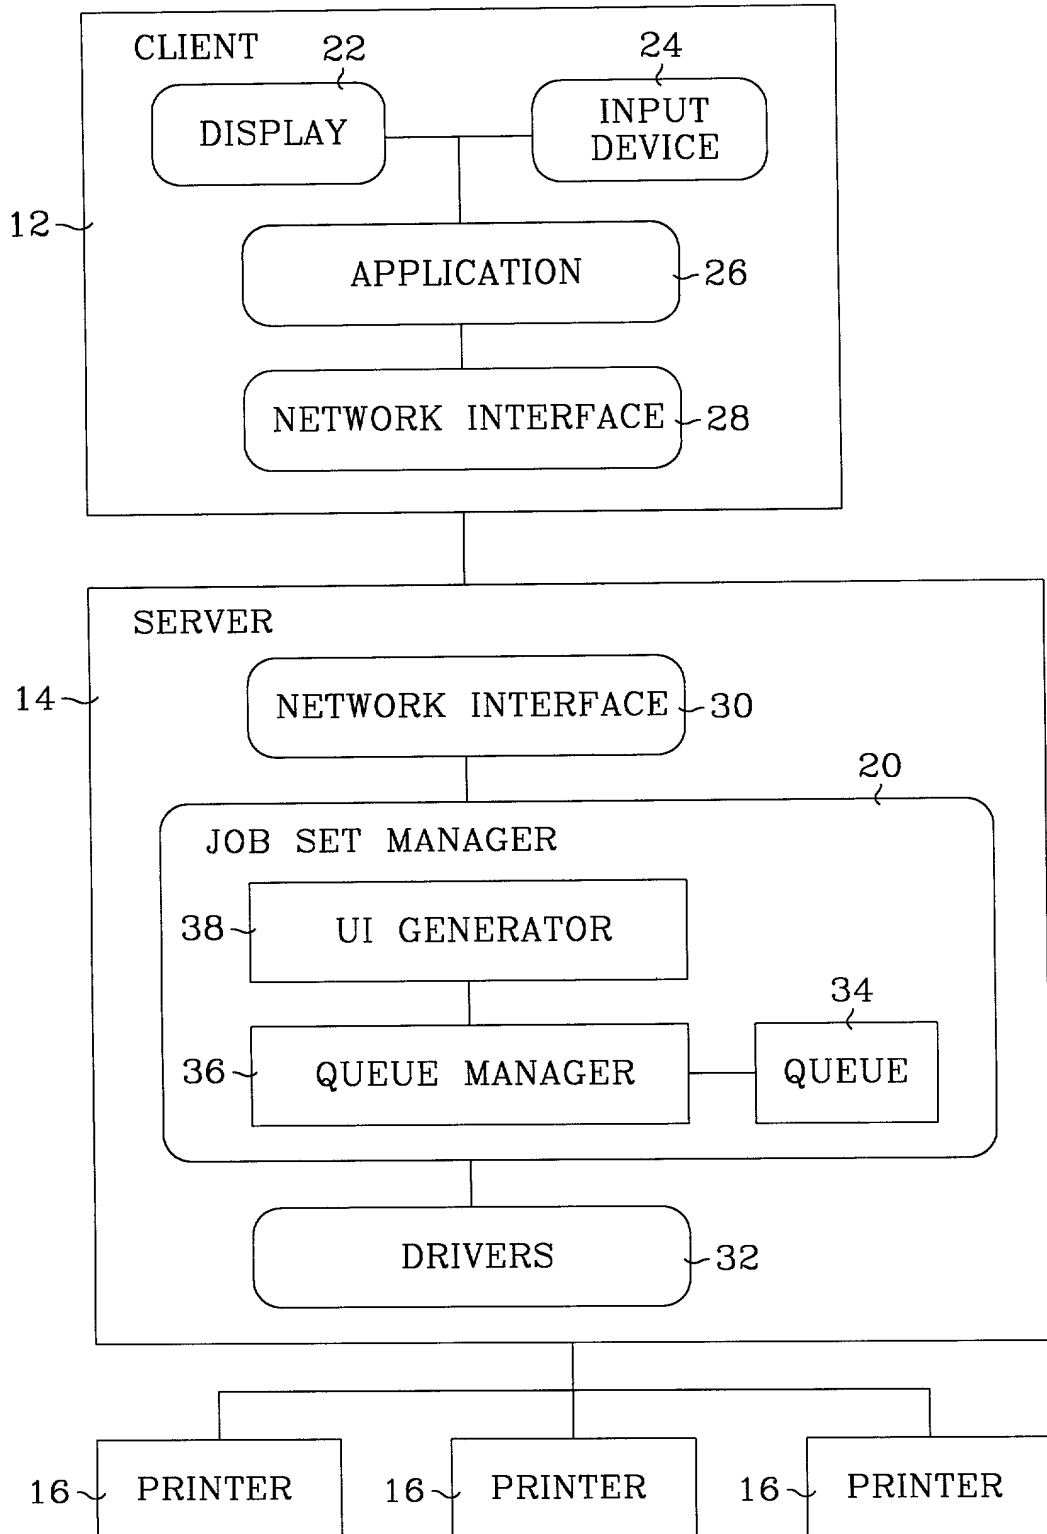 CLIENT
22
24
DISPLAY
INPUT
DEVICE
12
APPLICATION
26
NETWORK INTERFACE
28
SERVER
14
NETWORK INTERFACE
30
20
JOB SET MANAGER
38
UI GENERATOR
34
36
QUEUE MANAGER
QUEUE
DRIVERS
32
16
PRINTER
16
PRINTER
16
PRINTER